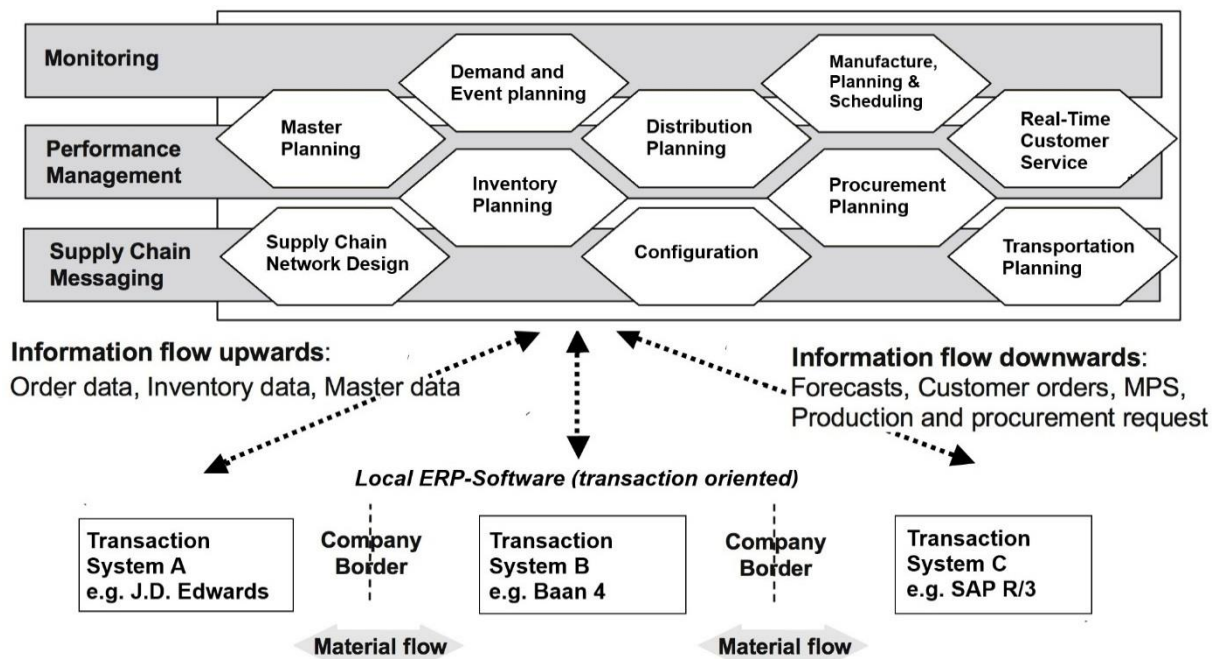 Monitoring
Demand and
Event planning
Manufacture,
Planning &
Scheduling
Master
Planning
Distribution
Planning
Real-Time
Customer
Service
Performance
Management
Inventory
Planning
Procurement
Planning
Supply Chain
Messaging
Supply Chain
Network Design
Configuration
Transportation
Planning
Information flow upwards:
Order data, Inventory data, Master data
Information flow downwards:
Forecasts, Customer orders, MPS,
Production and procurement request
Local ERP-Software (transaction oriented)
Transaction
System A
e.g. J.D. Edwards
Company
Border
Transaction
System B
e.g. Baan 4
Company
Border
Transaction
System C
e.g. SAP R/3
Material flow
Material flow